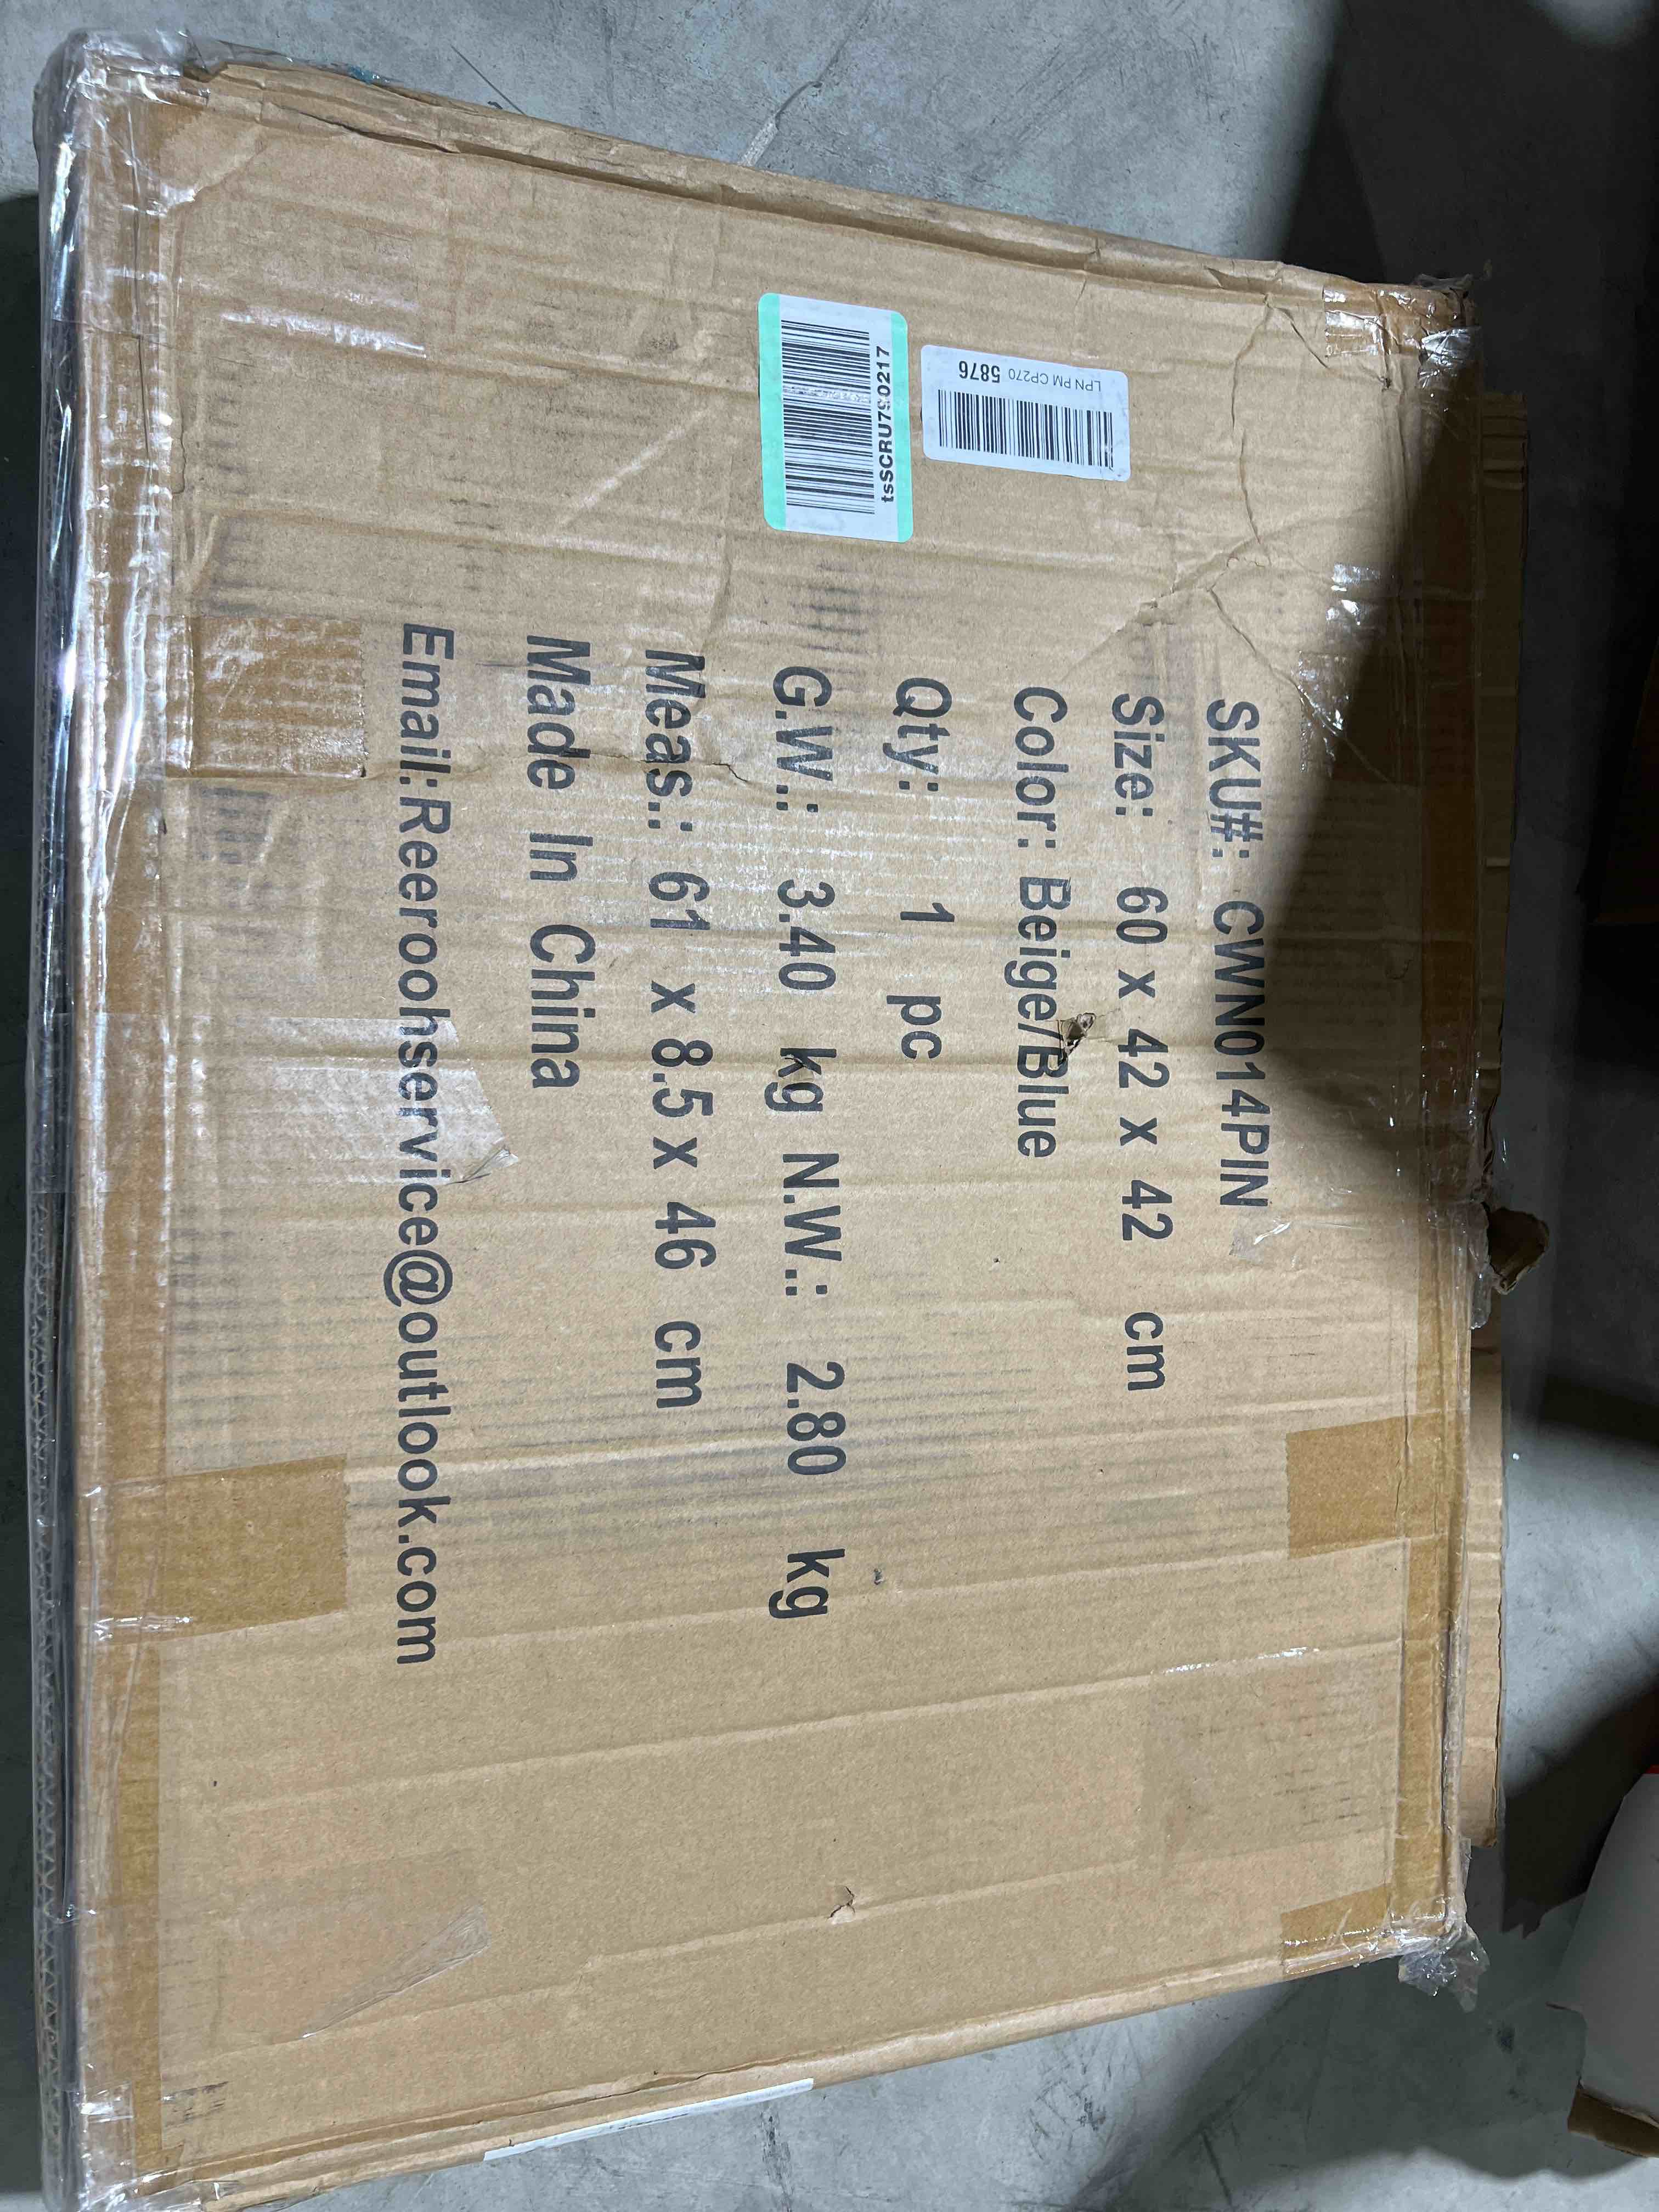 SKU#: CWN014PIN
Size: 60 x 42 x 42 cm
Color: Beige/Blue
Qty: 1 pc
G.W.: 3.40 kg N.W.: 2.80 kg
Meas.: 61 x 8.5 x 46 cm
Made In China
Email:Reeroohservice@outlook.com
LPN PM CP270 5876
tsSCRU790217